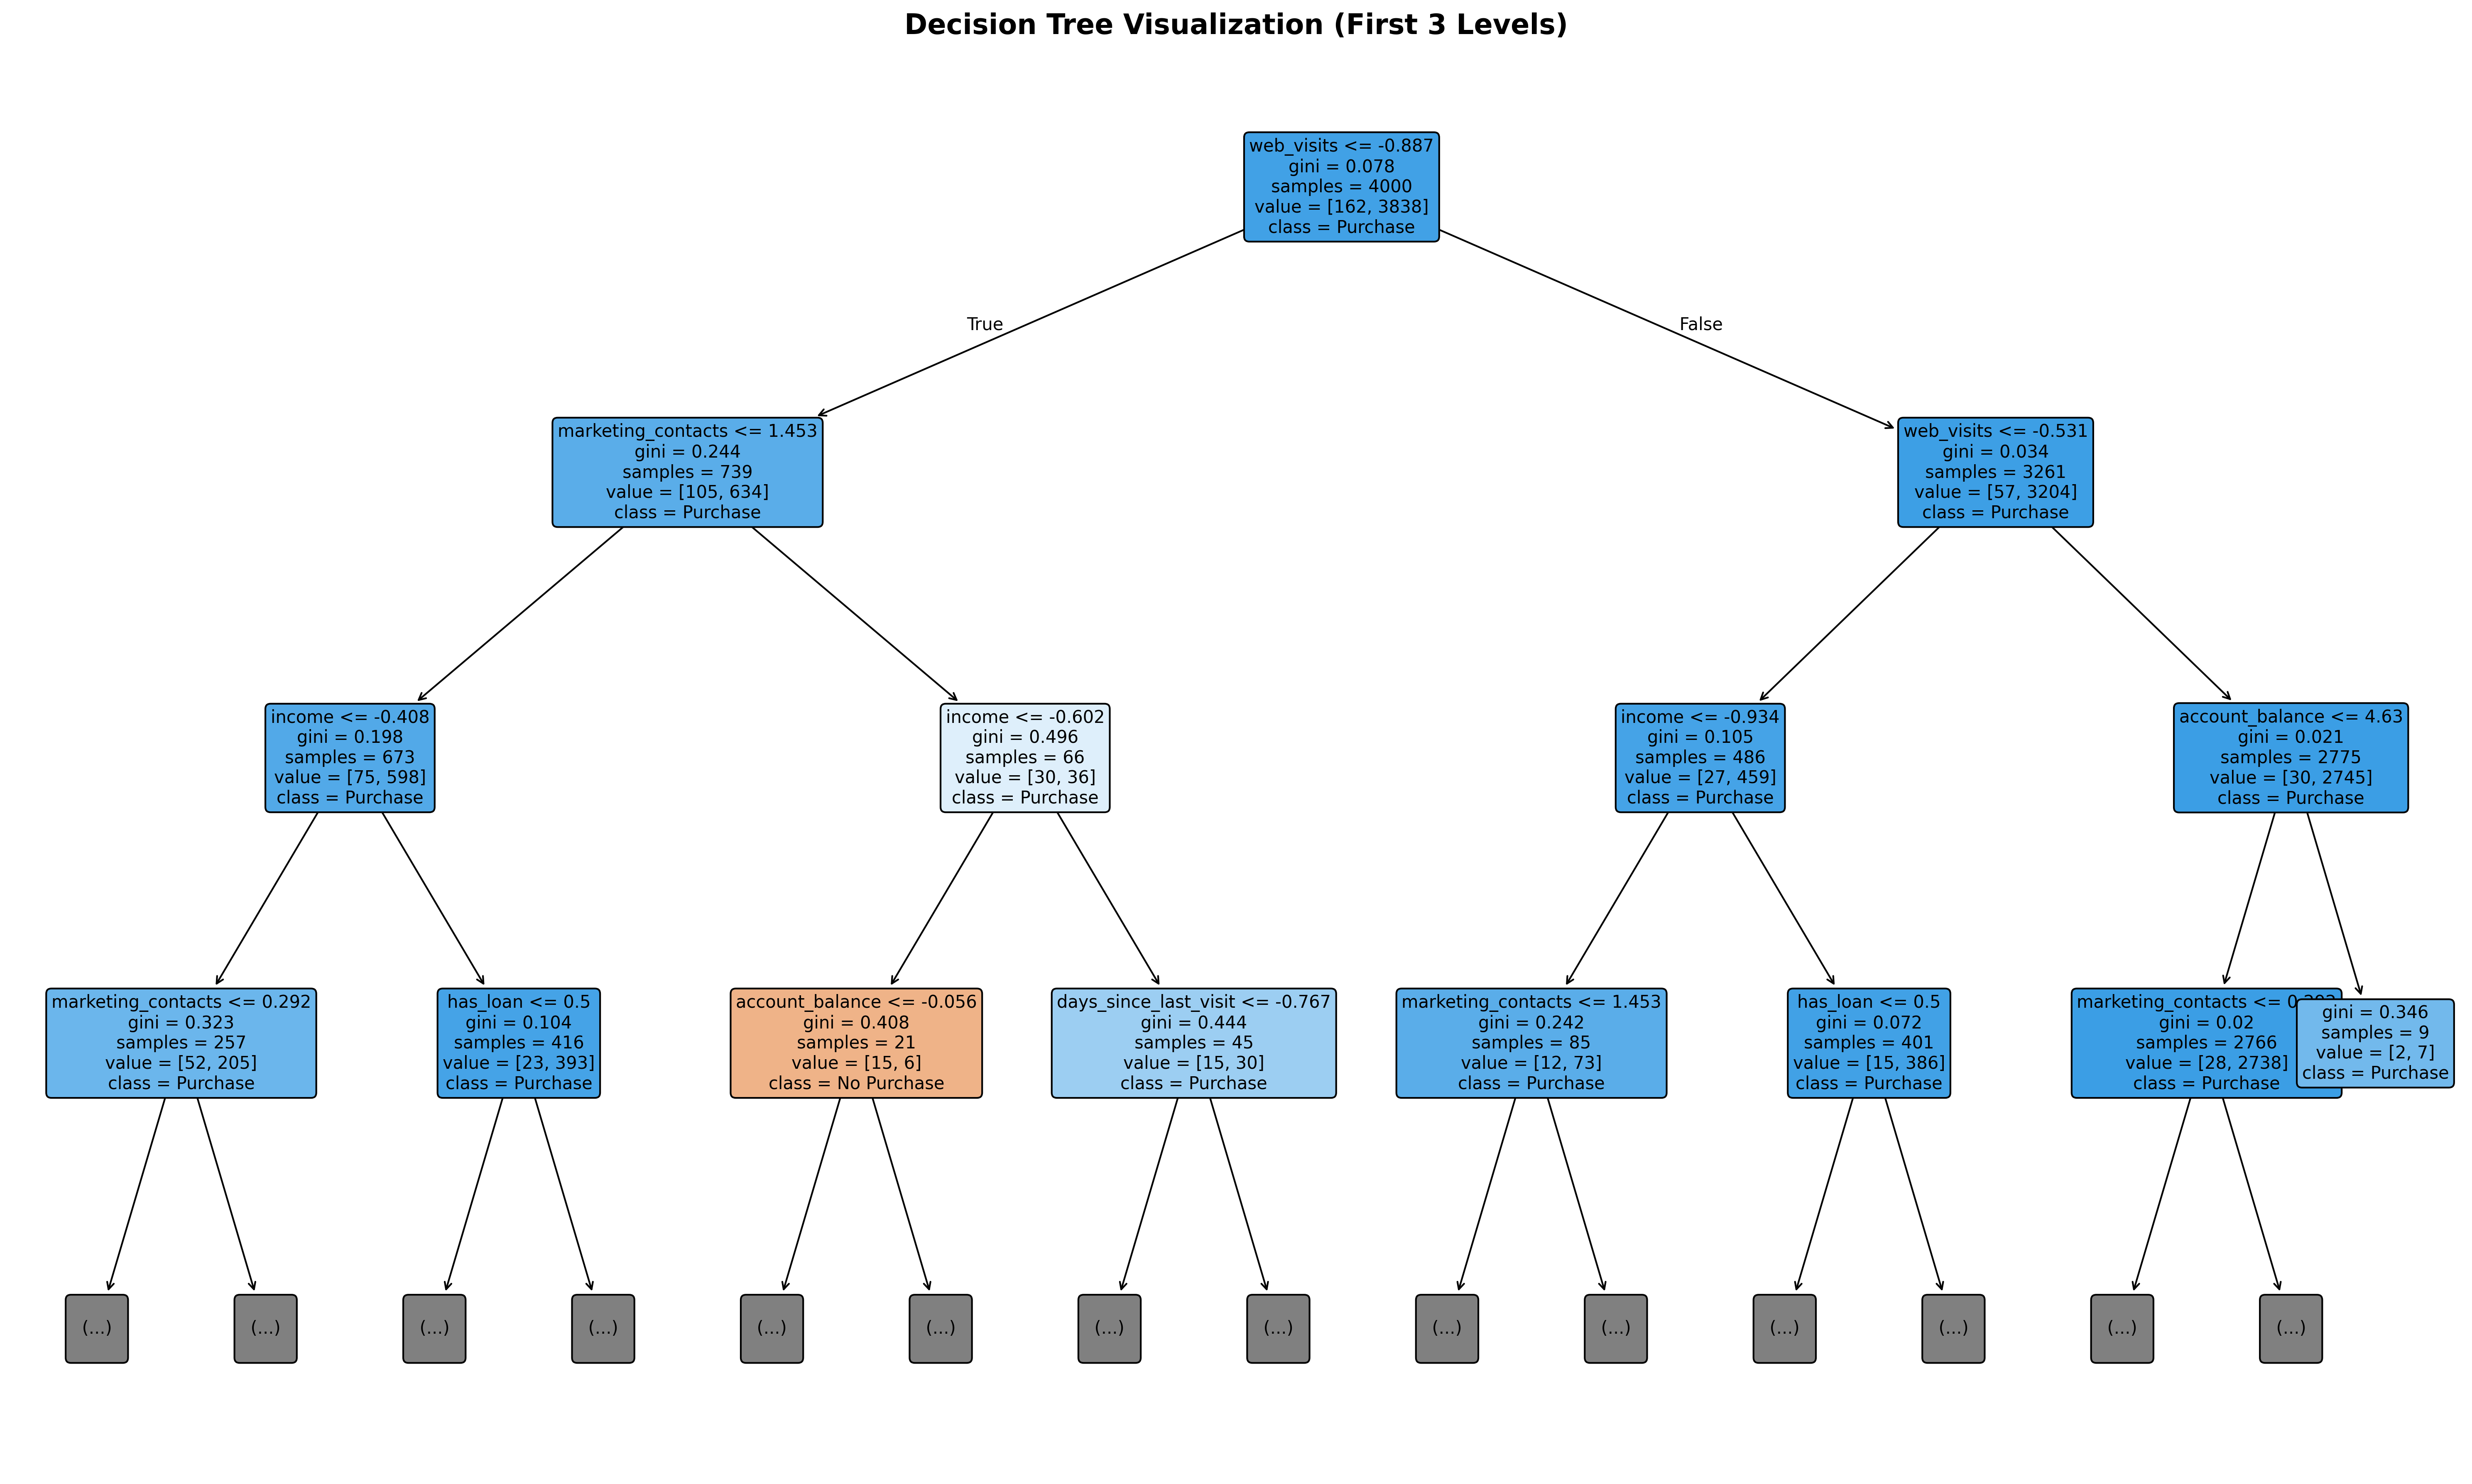 Decision Tree Visualization (First 3 Levels)
web_visits <= -0.887
gini = 0.078
samples = 4000
value = [162, 3838]
class = Purchase
True
False
marketing_contacts <= 1.453
gini = 0.244
samples = 739
value = [105, 634]
class = Purchase
web_visits <= -0.531
gini = 0.034
samples = 3261
value = [57, 3204]
class = Purchase
income <= -0.408
gini = 0.198
samples = 673
value = [75, 598]
class = Purchase
income <= -0.602
gini = 0.496
samples = 66
value = [30, 36]
class = Purchase
income <= -0.934
gini = 0.105
samples = 486
value = [27, 459]
class = Purchase
account_balance <= 4.63
gini = 0.021
samples = 2775
value = [30, 2745]
class = Purchase
marketing_contacts <= 0.292
gini = 0.323
samples = 257
value = [52, 205]
class = Purchase
has_loan <= 0.5
gini = 0.104
samples = 416
value = [23, 393]
class = Purchase
account_balance <= -0.056
gini = 0.408
samples = 21
value = [15, 6]
class = No Purchase
days_since_last_visit <= -0.767
gini = 0.444
samples = 45
value = [15, 30]
class = Purchase
marketing_contacts <= 1.453
gini = 0.242
samples = 85
value = [12, 73]
class = Purchase
has_loan <= 0.5
gini = 0.072
samples = 401
value = [15, 386]
class = Purchase
marketing_contacts <=
gini = 0.02
samples = 2766
value = [28, 2738]
class = Purchase
gini = 0.346
samples = 9
value = [2, 7]
class = Purchase
(...)
(...)
(...)
(...)
(...)
(...)
(...)
(...)
(...)
(...)
(...)
(...)
(...)
(...)